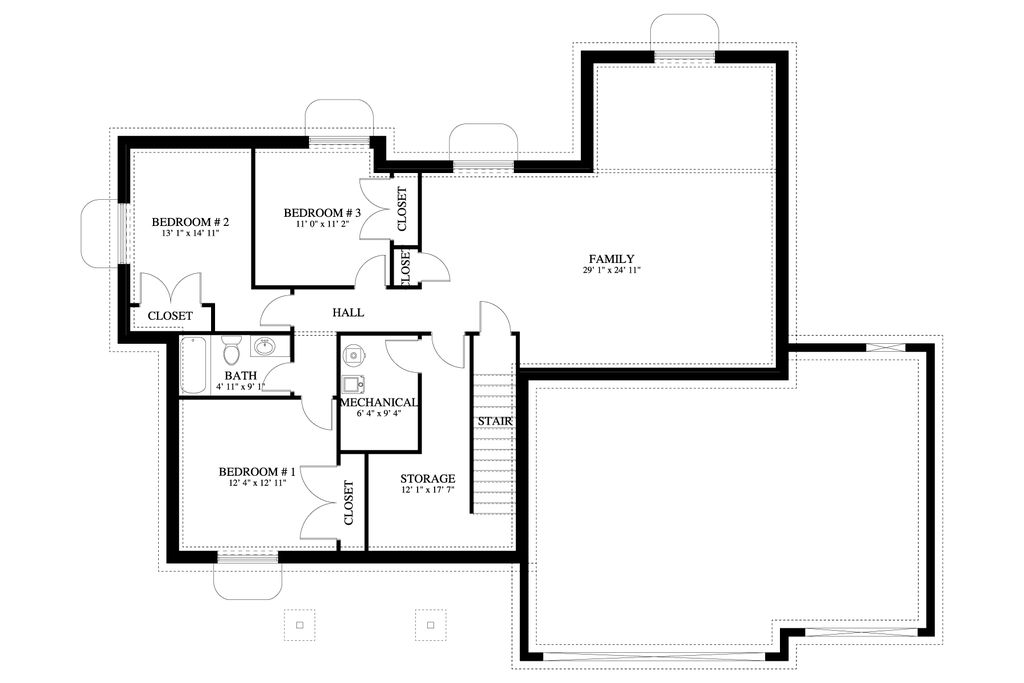 BEDROOM # 2
13' 1" x 14' 11"
BEDROOM # 3
11' 0" x 11' 2"
CLOSET
CLOSET
FAMILY
29' 1" x 24' 11"
CLOSET
HALL
BATH
4' 11" x 9' 1"
MECHANICAL
6' 4" x 9' 4"
STAIR
BEDROOM # 1
12' 4" x 12' 11"
CLOSET
STORAGE
12' 1" x 17' 7"